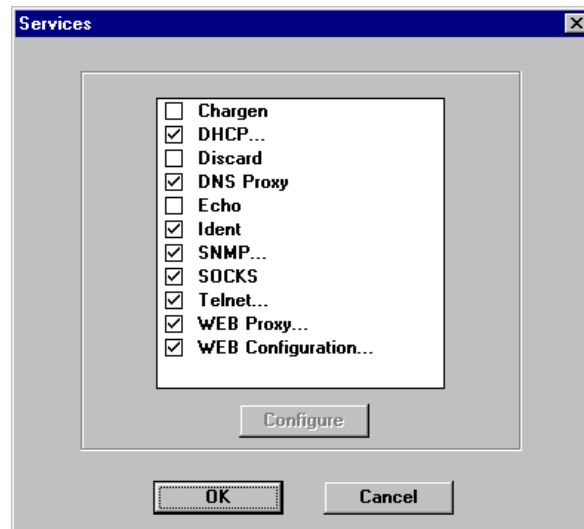 Services
Chargen
DHCP...
Discard
DNS Proxy
Echo
Ident
SNMP...
SOCKS
Telnet...
WEB Proxy...
WEB Configuration...
Configure
OK
Cancel